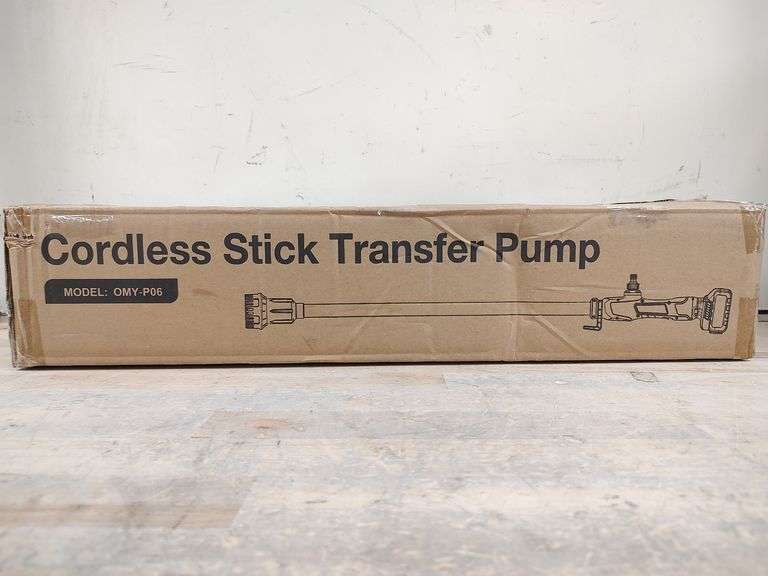 Cordless Stick Transfer Pump
MODEL: OMY-P06